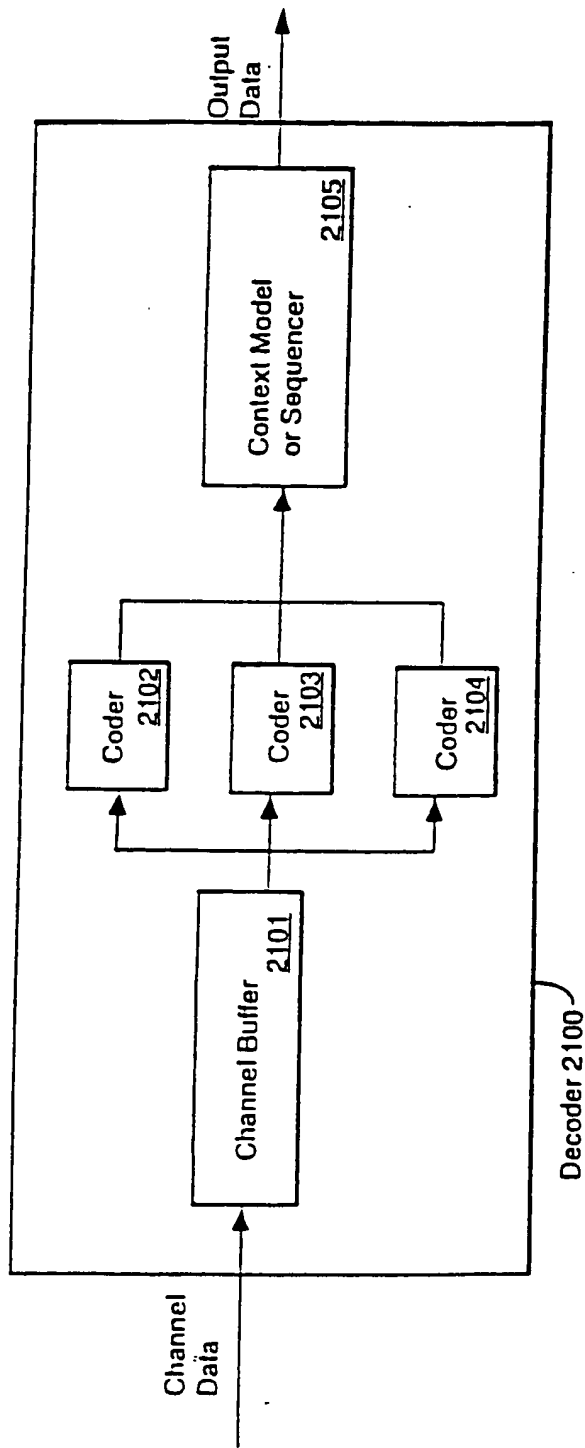 Channel
Data
Channel Buffer
2101
Coder
2102
Coder
2103
Coder
2104
Context Model
or Sequencer
2105
Output
Data
Decoder 2100